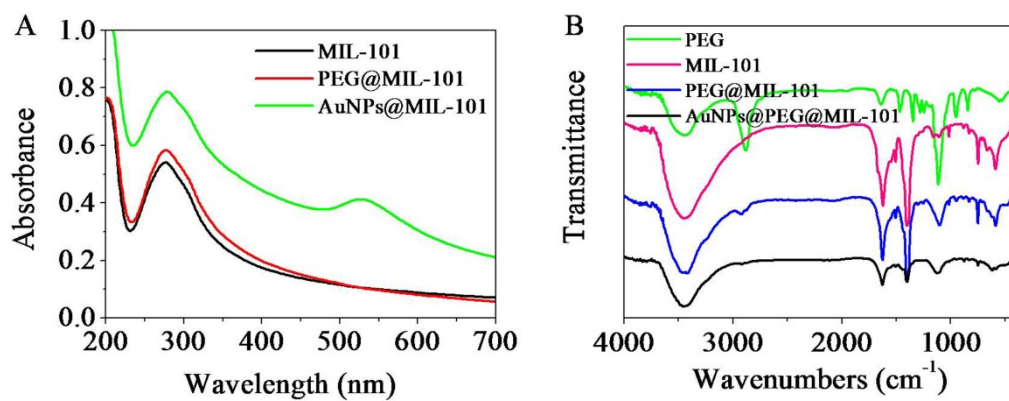 A
MIL-101
PEG@MIL-101
AuNPs@MIL-101
Absorbance
1.0
0.8
0.6
0.4
0.2
0.0
200 300 400 500 600 700
Wavelength (nm)
B
PEG
MIL-101
PEG@MIL-101
AuNPs@PEG@MIL-101
Transmittance
4000 3000 2000 1000
Wavenumbers (cm⁻¹)